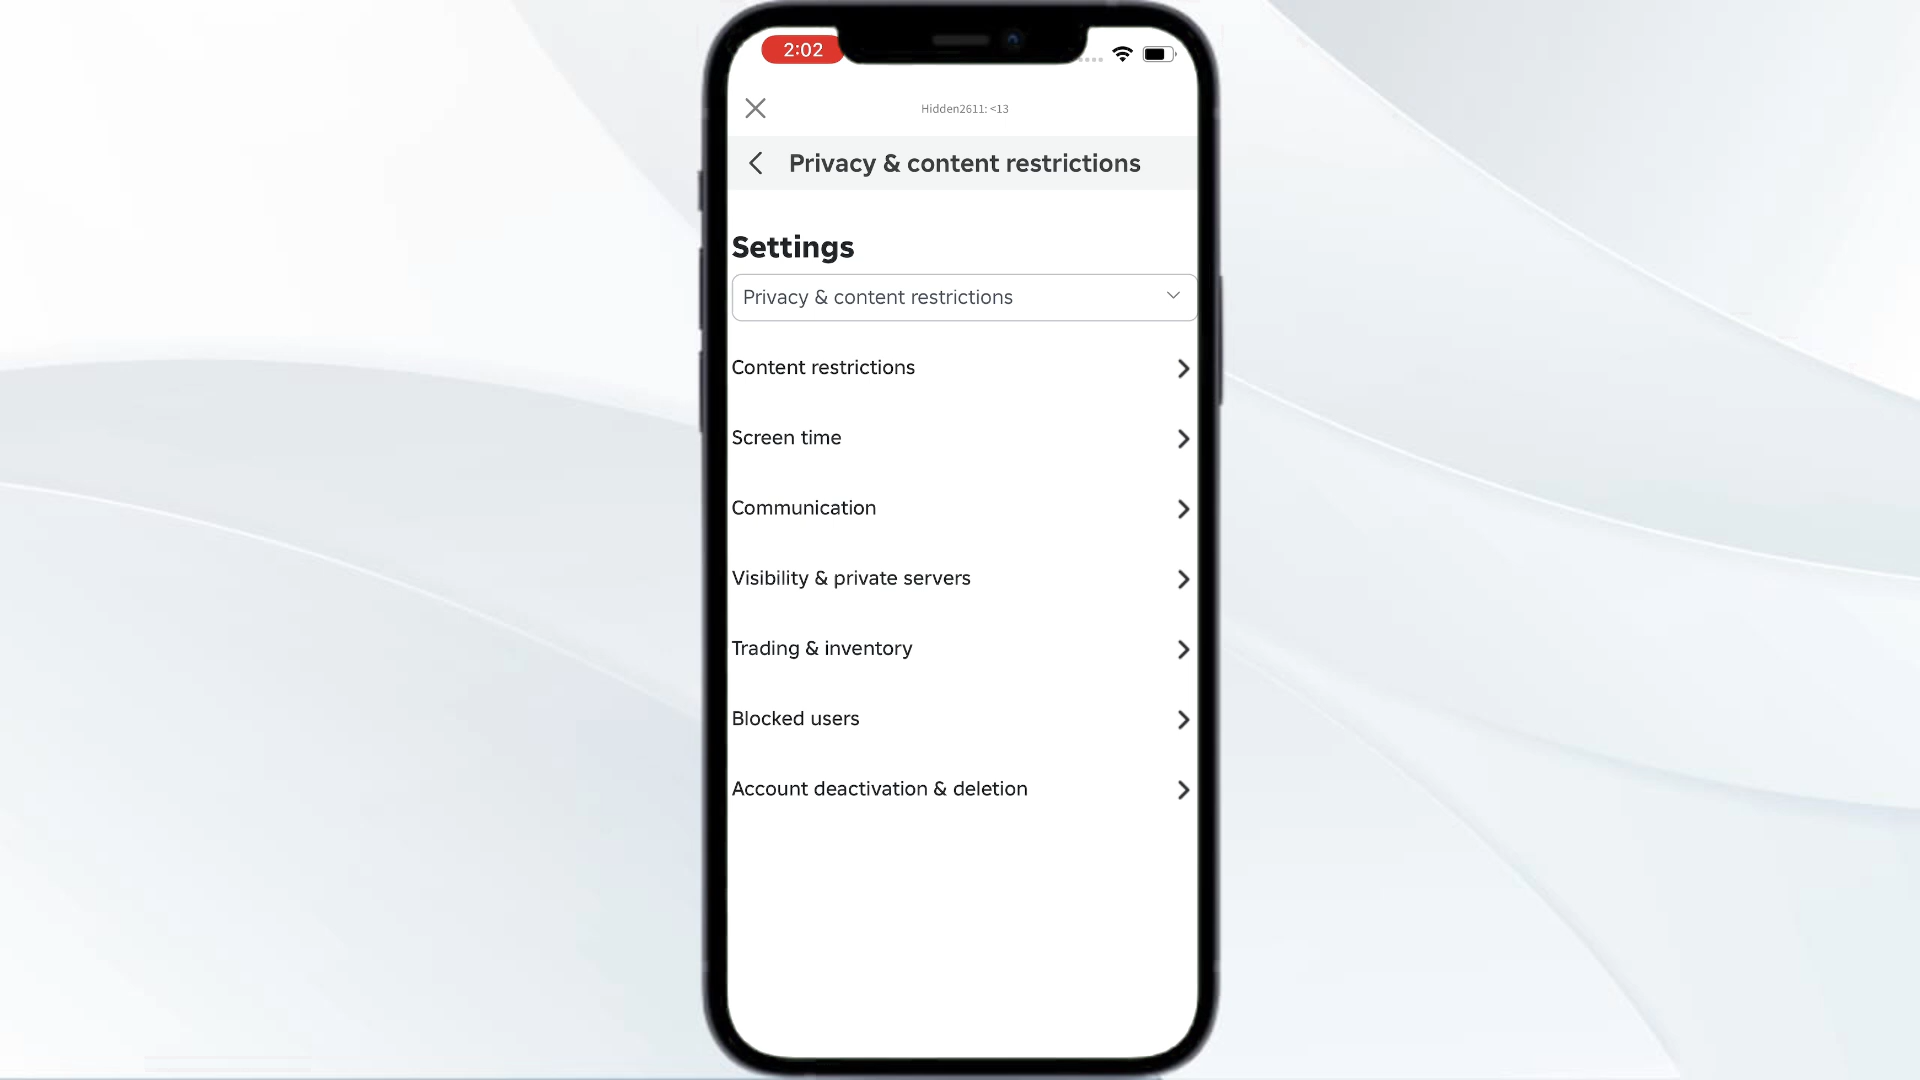 2:02
Hidden2611: <13
Privacy & content restrictions
Settings
Privacy & content restrictions
Content restrictions
Screen time
Communication
Visibility & private servers
Trading & inventory
Blocked users
Account deactivation & deletion